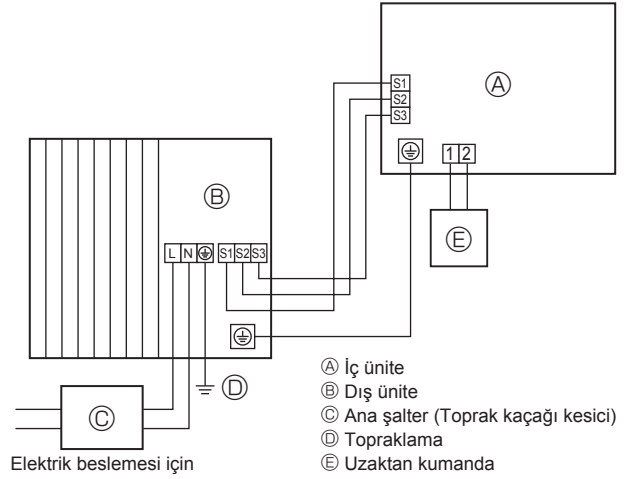 S1
S2
S3
Ⓐ
1 2
Ⓔ
Ⓑ
L N S1 S2 S3
Ⓓ
Ⓒ
Elektrik beslemesi için
Ⓐ İç ünite
Ⓑ Dış ünite
Ⓒ Ana şalter (Toprak kaçağı kesici)
Ⓓ Topraklama
Ⓔ Uzaktan kumanda